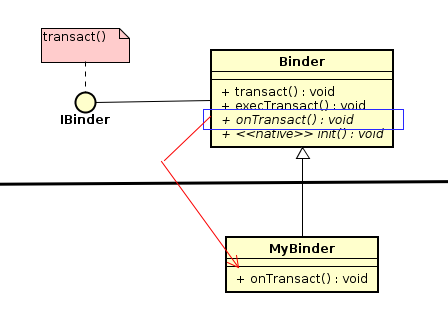 transact()
Binder
+ transact() : void
+ execTransact() : void
+ onTransact() : void
+ <<native>> init() : void
IBinder
MyBinder
+ onTransact() : void